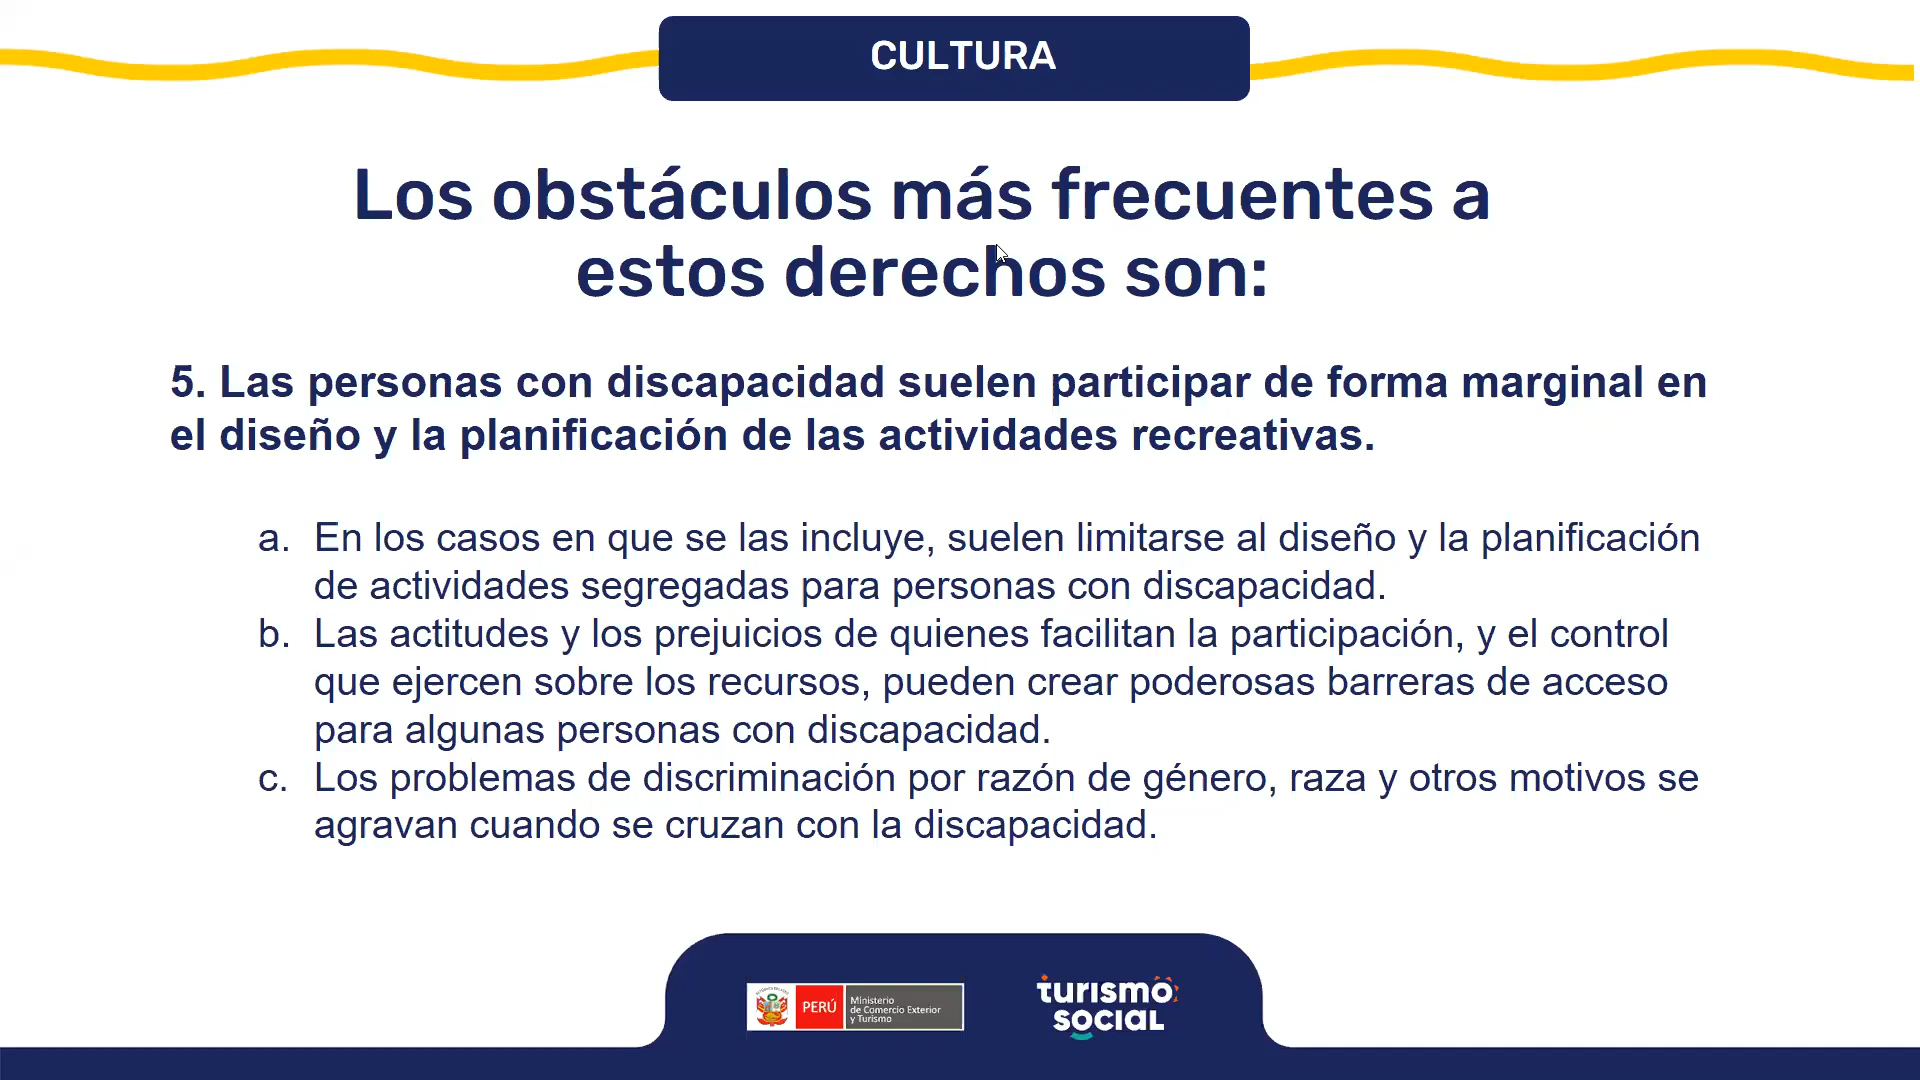 CULTURA
Los obstáculos más frecuentes a
estos derechos son:
5. Las personas con discapacidad suelen participar de forma marginal en
el diseño y la planificación de las actividades recreativas.
a. En los casos en que se las incluye, suelen limitarse al diseño y la planificación
de actividades segregadas para personas con discapacidad.
b. Las actitudes y los prejuicios de quienes facilitan la participación, y el control
que ejercen sobre los recursos, pueden crear poderosas barreras de acceso
para algunas personas con discapacidad.
c. Los problemas de discriminación por razón de género, raza y otros motivos se
agravan cuando se cruzan con la discapacidad.
PERÚ
Ministerio
de Comercio Exterior
y Turismo
turismo
social